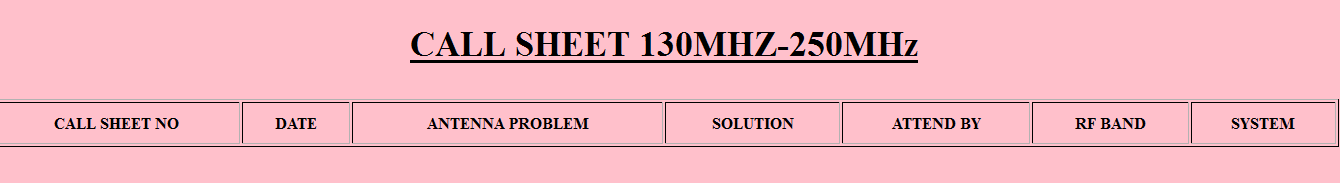 CALL SHEET 130MHZ-250MHz
CALL SHEET NO DATE ANTENNA PROBLEM SOLUTION ATTEND BY RF BAND SYSTEM